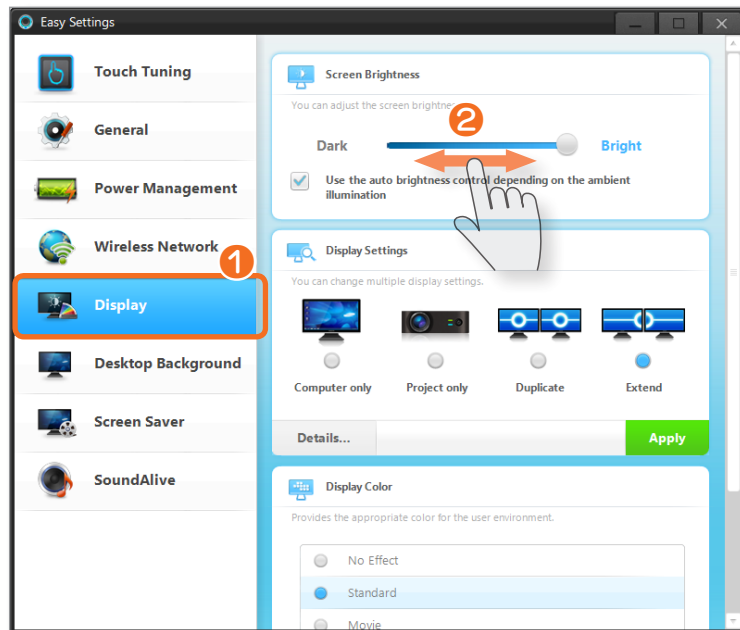 Easy Settings
Touch Tuning
General
Power Management
Wireless Network
1
Display
Desktop Background
Screen Saver
SoundAlive
Screen Brightness
You can adjust the screen brightness
2
Dark
Bright
Use the auto brightness control depending on the ambient
illumination
Display Settings
You can change multiple display settings.
Computer only
Project only
Duplicate
Extend
Details...
Apply
Display Color
Provides the appropriate color for the user environment.
No Effect
Standard
Movie